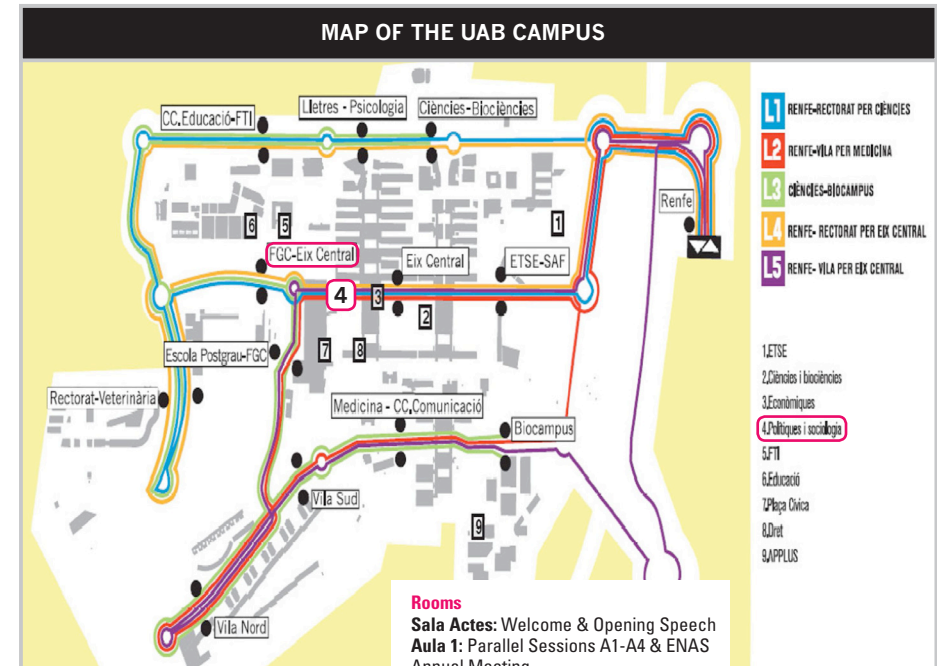 MAP OF THE UAB CAMPUS
CC.Educació-FTI
Lletres - Psicologia
Ciències-Biociències
Renfe
6
5
1
FGC-Eix Central
Eix Central
ETSE-SAF
4
3
2
Escola Postgrau-FGC
7
8
Rectorat-Veterinària
Medicina - CC.Comunicació
Biocampus
Vila Sud
9
Vila Nord
L1 RENFE-RECTORAT PER CIÈNCIES
L2 RENFE-VILA PER MEDICINA
L3 CIÈNCIES-BIOCAMPUS
L4 RENFE- RECTORAT PER EIX CENTRAL
L5 RENFE- VILA PER EIX CENTRAL
1,ETSE
2,Ciències i biociències
3,Econòmiques
4,Polítiques i sociologia
5,FTI
6,Educació
7,Plaça Cívica
8,Dret
9,APPLUS
Rooms
Sala Actes: Welcome & Opening Speech
Aula 1: Parallel Sessions A1-A4 & ENAS
Annual Meeting